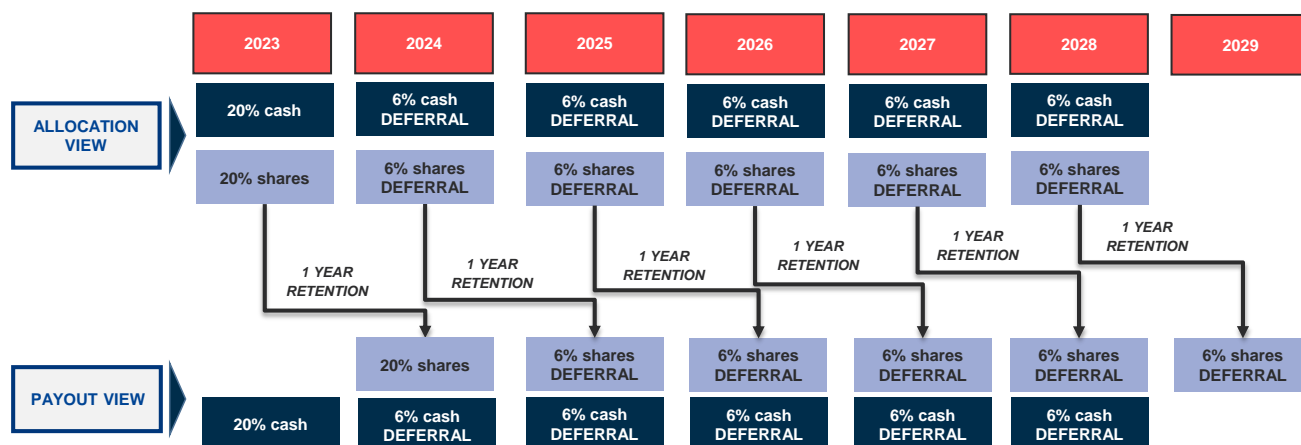 2023
2024
2025
2026
2027
2028
2029
ALLOCATION
VIEW
20% cash
6% cash
DEFERRAL
6% cash
DEFERRAL
6% cash
DEFERRAL
6% cash
DEFERRAL
6% cash
DEFERRAL
20% shares
6% shares
DEFERRAL
6% shares
DEFERRAL
6% shares
DEFERRAL
6% shares
DEFERRAL
6% shares
DEFERRAL
1 YEAR
RETENTION
1 YEAR
RETENTION
1 YEAR
RETENTION
1 YEAR
RETENTION
1 YEAR
RETENTION
1 YEAR
RETENTION
PAYOUT VIEW
20% shares
6% shares
DEFERRAL
6% shares
DEFERRAL
6% shares
DEFERRAL
6% shares
DEFERRAL
6% shares
DEFERRAL
20% cash
6% cash
DEFERRAL
6% cash
DEFERRAL
6% cash
DEFERRAL
6% cash
DEFERRAL
6% cash
DEFERRAL